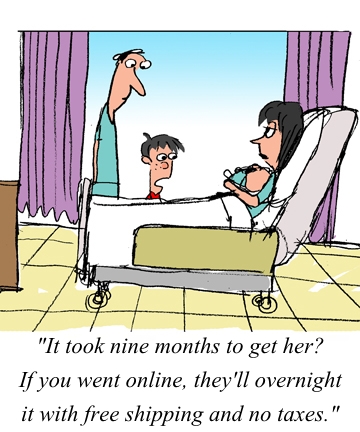 "It took nine months to get her?
If you went online, they'll overnight
it with free shipping and no taxes."